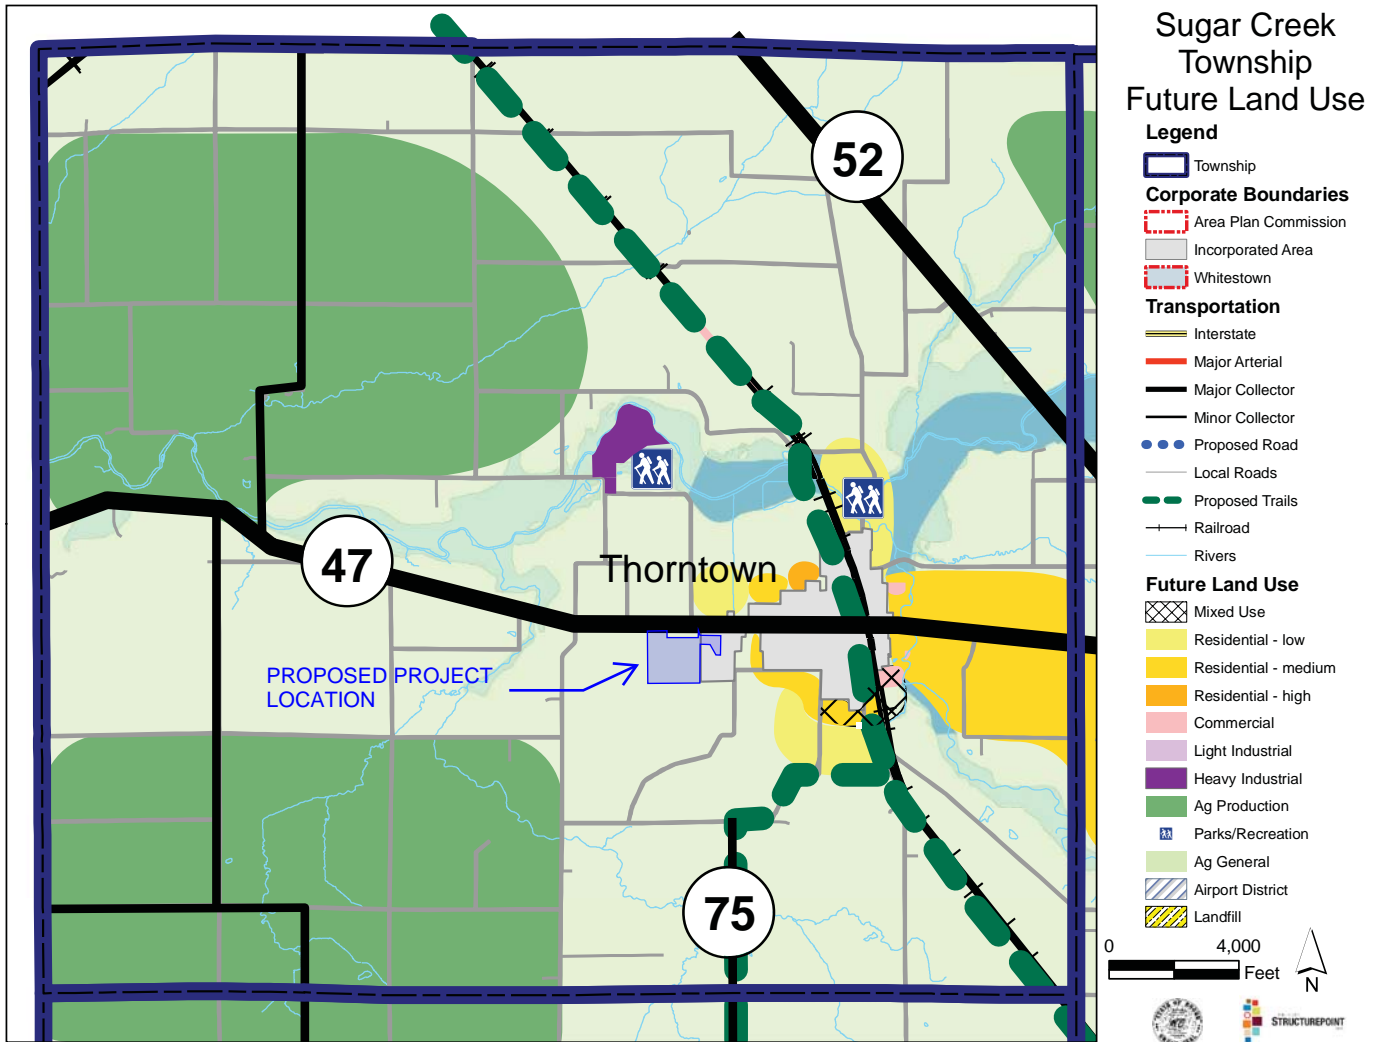 Sugar Creek
Township
Future Land Use
Legend
Township
Corporate Boundaries
Area Plan Commission
Incorporated Area
Whitestown
Transportation
Interstate
Major Arterial
Major Collector
Minor Collector
Proposed Road
Local Roads
Proposed Trails
Railroad
Rivers
Future Land Use
Mixed Use
Residential - low
Residential - medium
Residential - high
Commercial
Light Industrial
Heavy Industrial
Ag Production
Parks/Recreation
Ag General
Airport District
Landfill
0 4,000
Feet
N
STRUCTUREPOINT
52
47
Thorntown
PROPOSED PROJECT
LOCATION
75